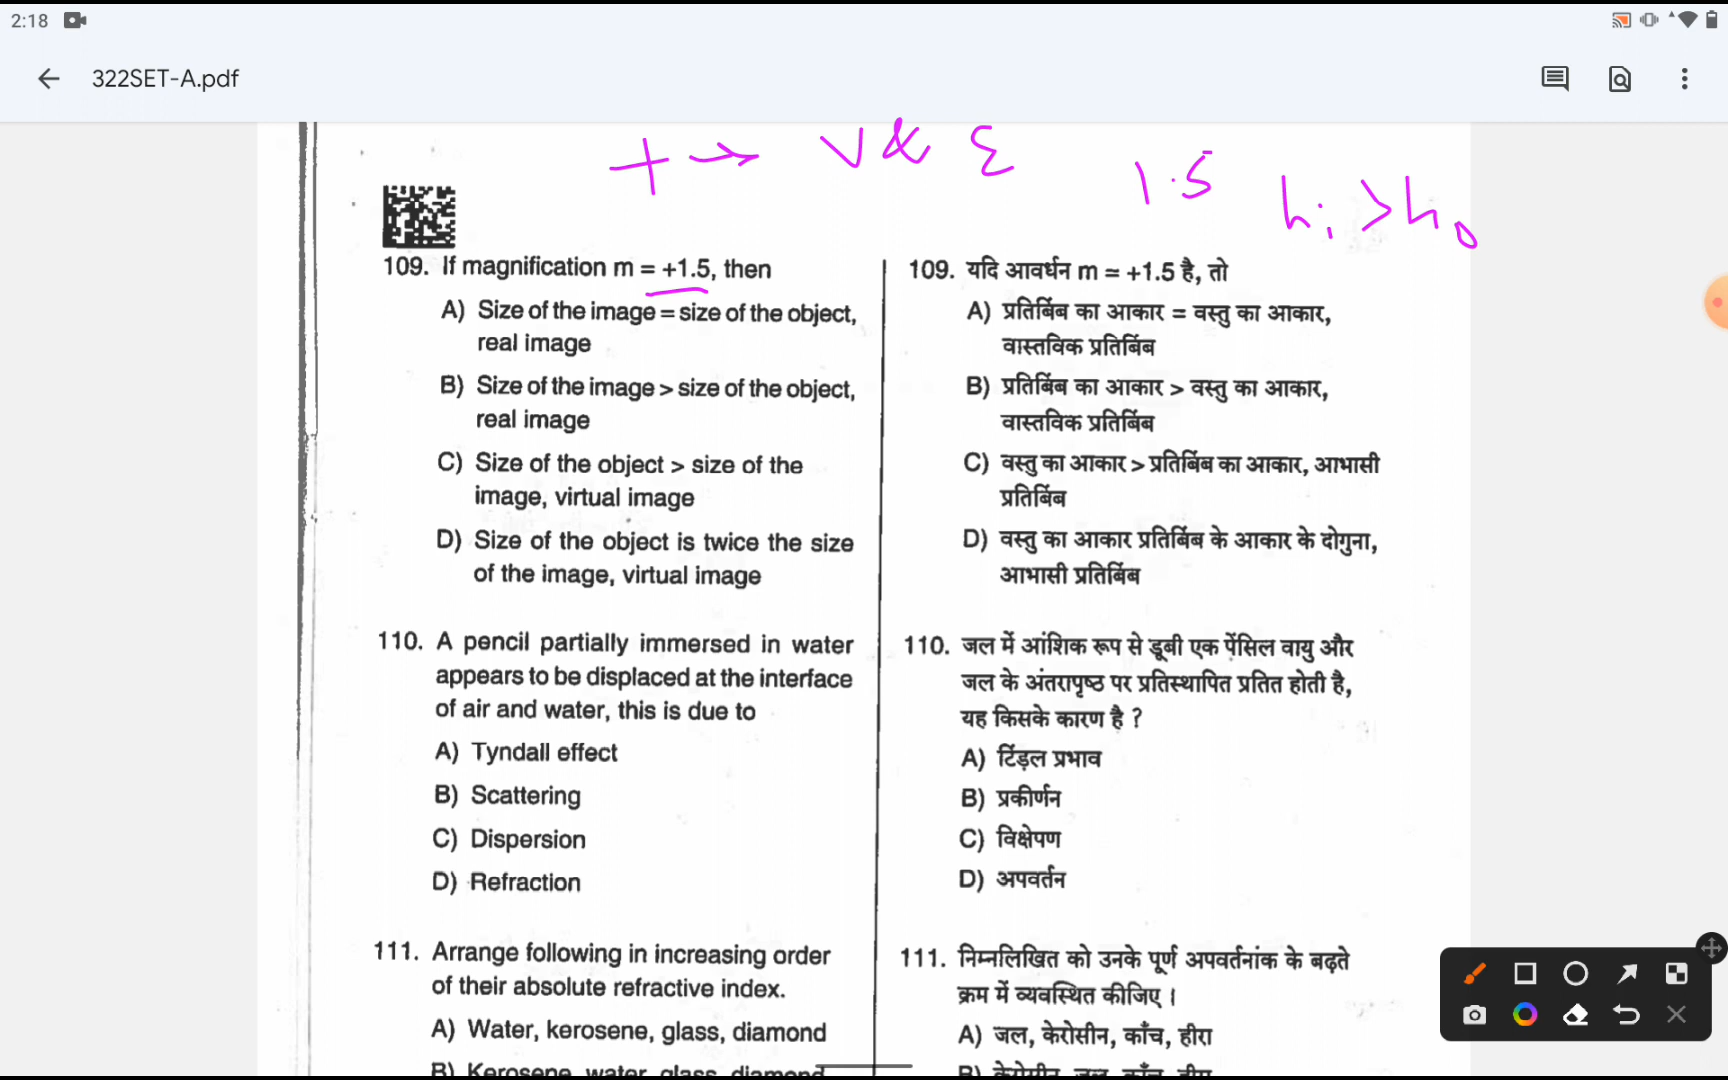 2:18
322SET-A.pdf
+ → V & E
1.5
hi > ho
109. If magnification m = +1.5, then
A) Size of the image = size of the object,
real image
B) Size of the image > size of the object,
real image
C) Size of the object > size of the
image, virtual image
D) Size of the object is twice the size
of the image, virtual image
110. A pencil partially immersed in water
appears to be displaced at the interface
of air and water, this is due to
A) Tyndall effect
B) Scattering
C) Dispersion
D) Refraction
111. Arrange following in increasing order
of their absolute refractive index.
A) Water, kerosene, glass, diamond
B) Kerosene, water, glass, diamond
109. यदि आवर्धन m = +1.5 है, तो
A) प्रतिबिंब का आकार = वस्तु का आकार,
वास्तविक प्रतिबिंब
B) प्रतिबिंब का आकार > वस्तु का आकार,
वास्तविक प्रतिबिंब
C) वस्तु का आकार > प्रतिबिंब का आकार, आभासी
प्रतिबिंब
D) वस्तु का आकार प्रतिबिंब के आकार के दोगुना,
आभासी प्रतिबिंब
110. जल में आंशिक रूप से डूबी एक पेंसिल वायु और
जल के अंतरापृष्ठ पर प्रतिस्थापित प्रतित होती है,
यह किसके कारण है ?
A) टिंड्रल प्रभाव
B) प्रकीर्णन
C) विक्षेपण
D) अपवर्तन
111. निम्नलिखित को उनके पूर्ण अपवर्तनांक के बढ़ते
क्रम में व्यवस्थित कीजिए ।
A) जल, केरोसीन, काँच, हीरा
B) केरोसीन, जल, काँच, हीरा